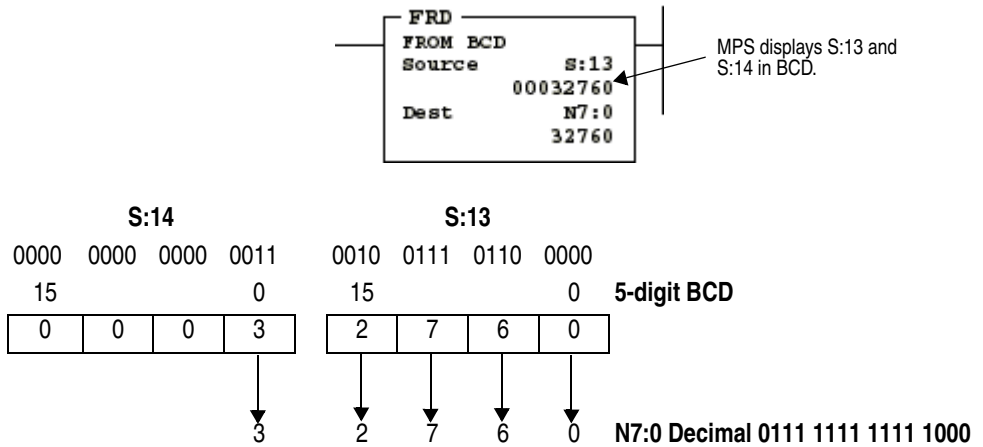 FRD
FROM BCD
Source S:13
00032760
Dest N7:0
32760
MPS displays S:13 and
S:14 in BCD.
S:14 S:13
0000 0000 0000 0011 0010 0111 0110 0000
15 0 15 0 5-digit BCD
0 0 0 3 2 7 6 0
3 2 7 6 0 N7:0 Decimal 0111 1111 1111 1000